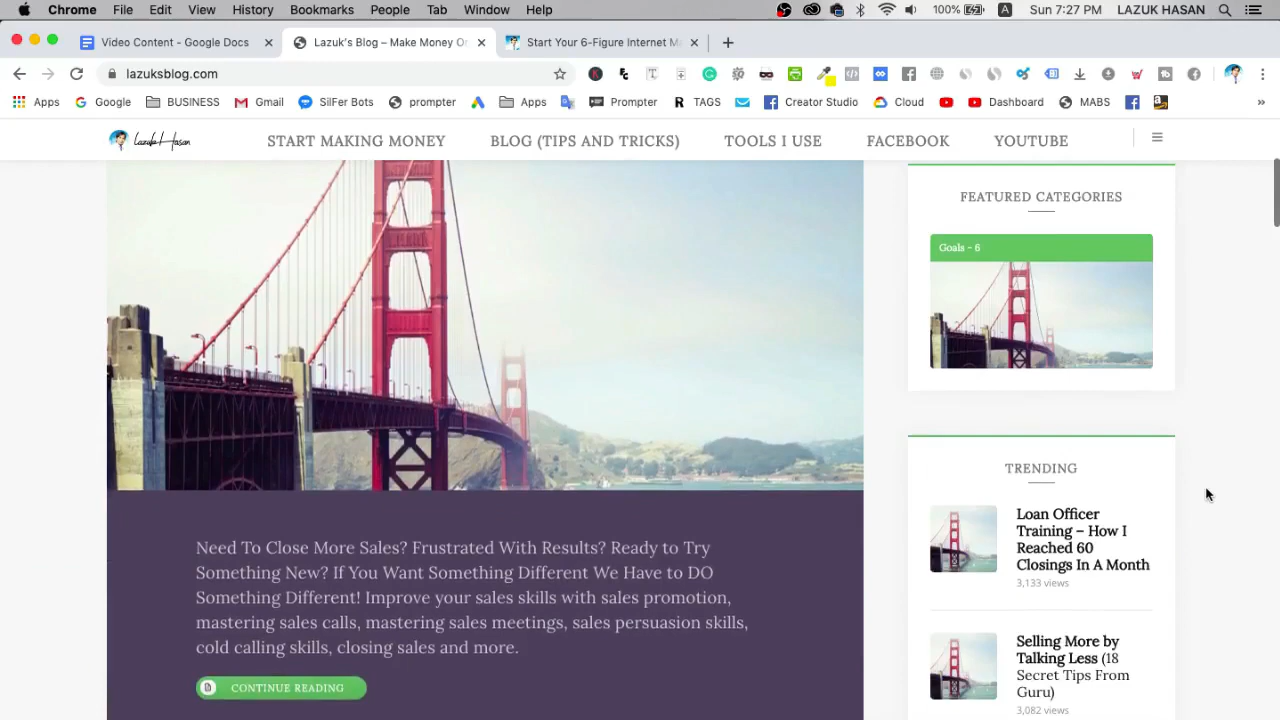 Chrome File Edit View History Bookmarks People Tab Window Help 100% A Sun 7:27 PM LAZUK HASAN
Video Content - Google Docs Lazuk's Blog – Make Money O Start Your 6-Figure Internet M
lazuksblog.com
Apps Google BUSINESS Gmail SilFer Bots prompter Apps Prompter R TAGS Creator Studio Cloud Dashboard MABS »
Lazuk Hasan START MAKING MONEY BLOG (TIPS AND TRICKS) TOOLS I USE FACEBOOK YOUTUBE
FEATURED CATEGORIES
Goals – 6
TRENDING
Loan Officer
Training – How I
Reached 60
Closings In A Month
3,133 views
Selling More by
Talking Less (18
Secret Tips From
Guru)
3,082 views
Need To Close More Sales? Frustrated With Results? Ready to Try
Something New? If You Want Something Different We Have to DO
Something Different! Improve your sales skills with sales promotion,
mastering sales calls, mastering sales meetings, sales persuasion skills,
cold calling skills, closing sales and more.
CONTINUE READING